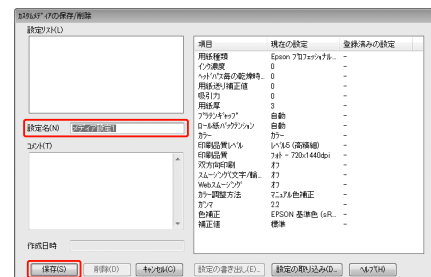 カスタムメディアの保存/削除
設定リスト(L)
項目 現在の設定 登録済みの設定
用紙種類 Epson プロフェッショナル... -
インク濃度 0 -
ヘッドパス毎の乾燥時... 0 -
用紙送り補正値 0 -
吸引力 0 -
用紙厚 3 -
プラテンギャップ 自動 -
ロール紙バックテンション 自動 -
カラー カラー -
印刷品質レベル レベル5 (高精細) -
印刷品質 フォト - 720x1440dpi -
双方向印刷 オフ -
スムージング(文字/輪... オフ -
Webスムージング オフ -
カラー調整方法 マニュアル色補正 -
ガンマ 2.2 -
色補正 EPSON 基準色 (sR... -
補正値 標準 -
設定名(N) メディア設定1
コメント(T)
作成日時
保存(S) 削除(D) キャンセル(C) 設定の書き出し(E)... 設定の取り込み(I)... ヘルプ(H)